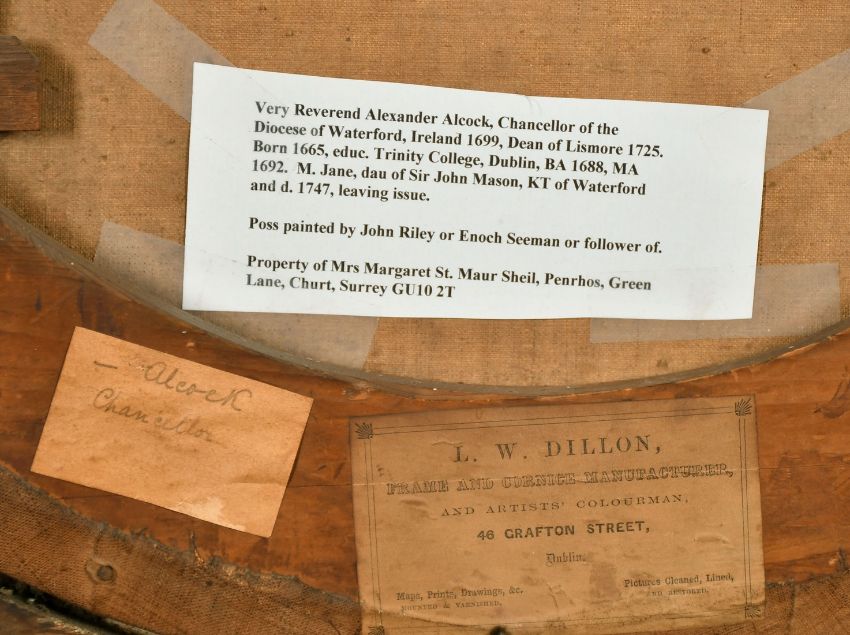 Very Reverend Alexander Alcock, Chancellor of the
Diocese of Waterford, Ireland 1699, Dean of Lismore 1725.
Born 1665, educ. Trinity College, Dublin, BA 1688, MA
1692. M. Jane, dau of Sir John Mason, KT of Waterford
and d. 1747, leaving issue.
Poss painted by John Riley or Enoch Seeman or follower of.
Property of Mrs Margaret St. Maur Sheil, Penrhos, Green
Lane, Churt, Surrey GU10 2T
— Alcock
Chancellor
L. W. DILLON,
FRAME AND CORNICE MANUFACTURER,
AND ARTISTS' COLOURMAN,
46 GRAFTON STREET,
Dublin.
Maps, Prints, Drawings, &c.
MOUNTED & VARNISHED.
Pictures Cleaned, Lined,
AND RESTORED.